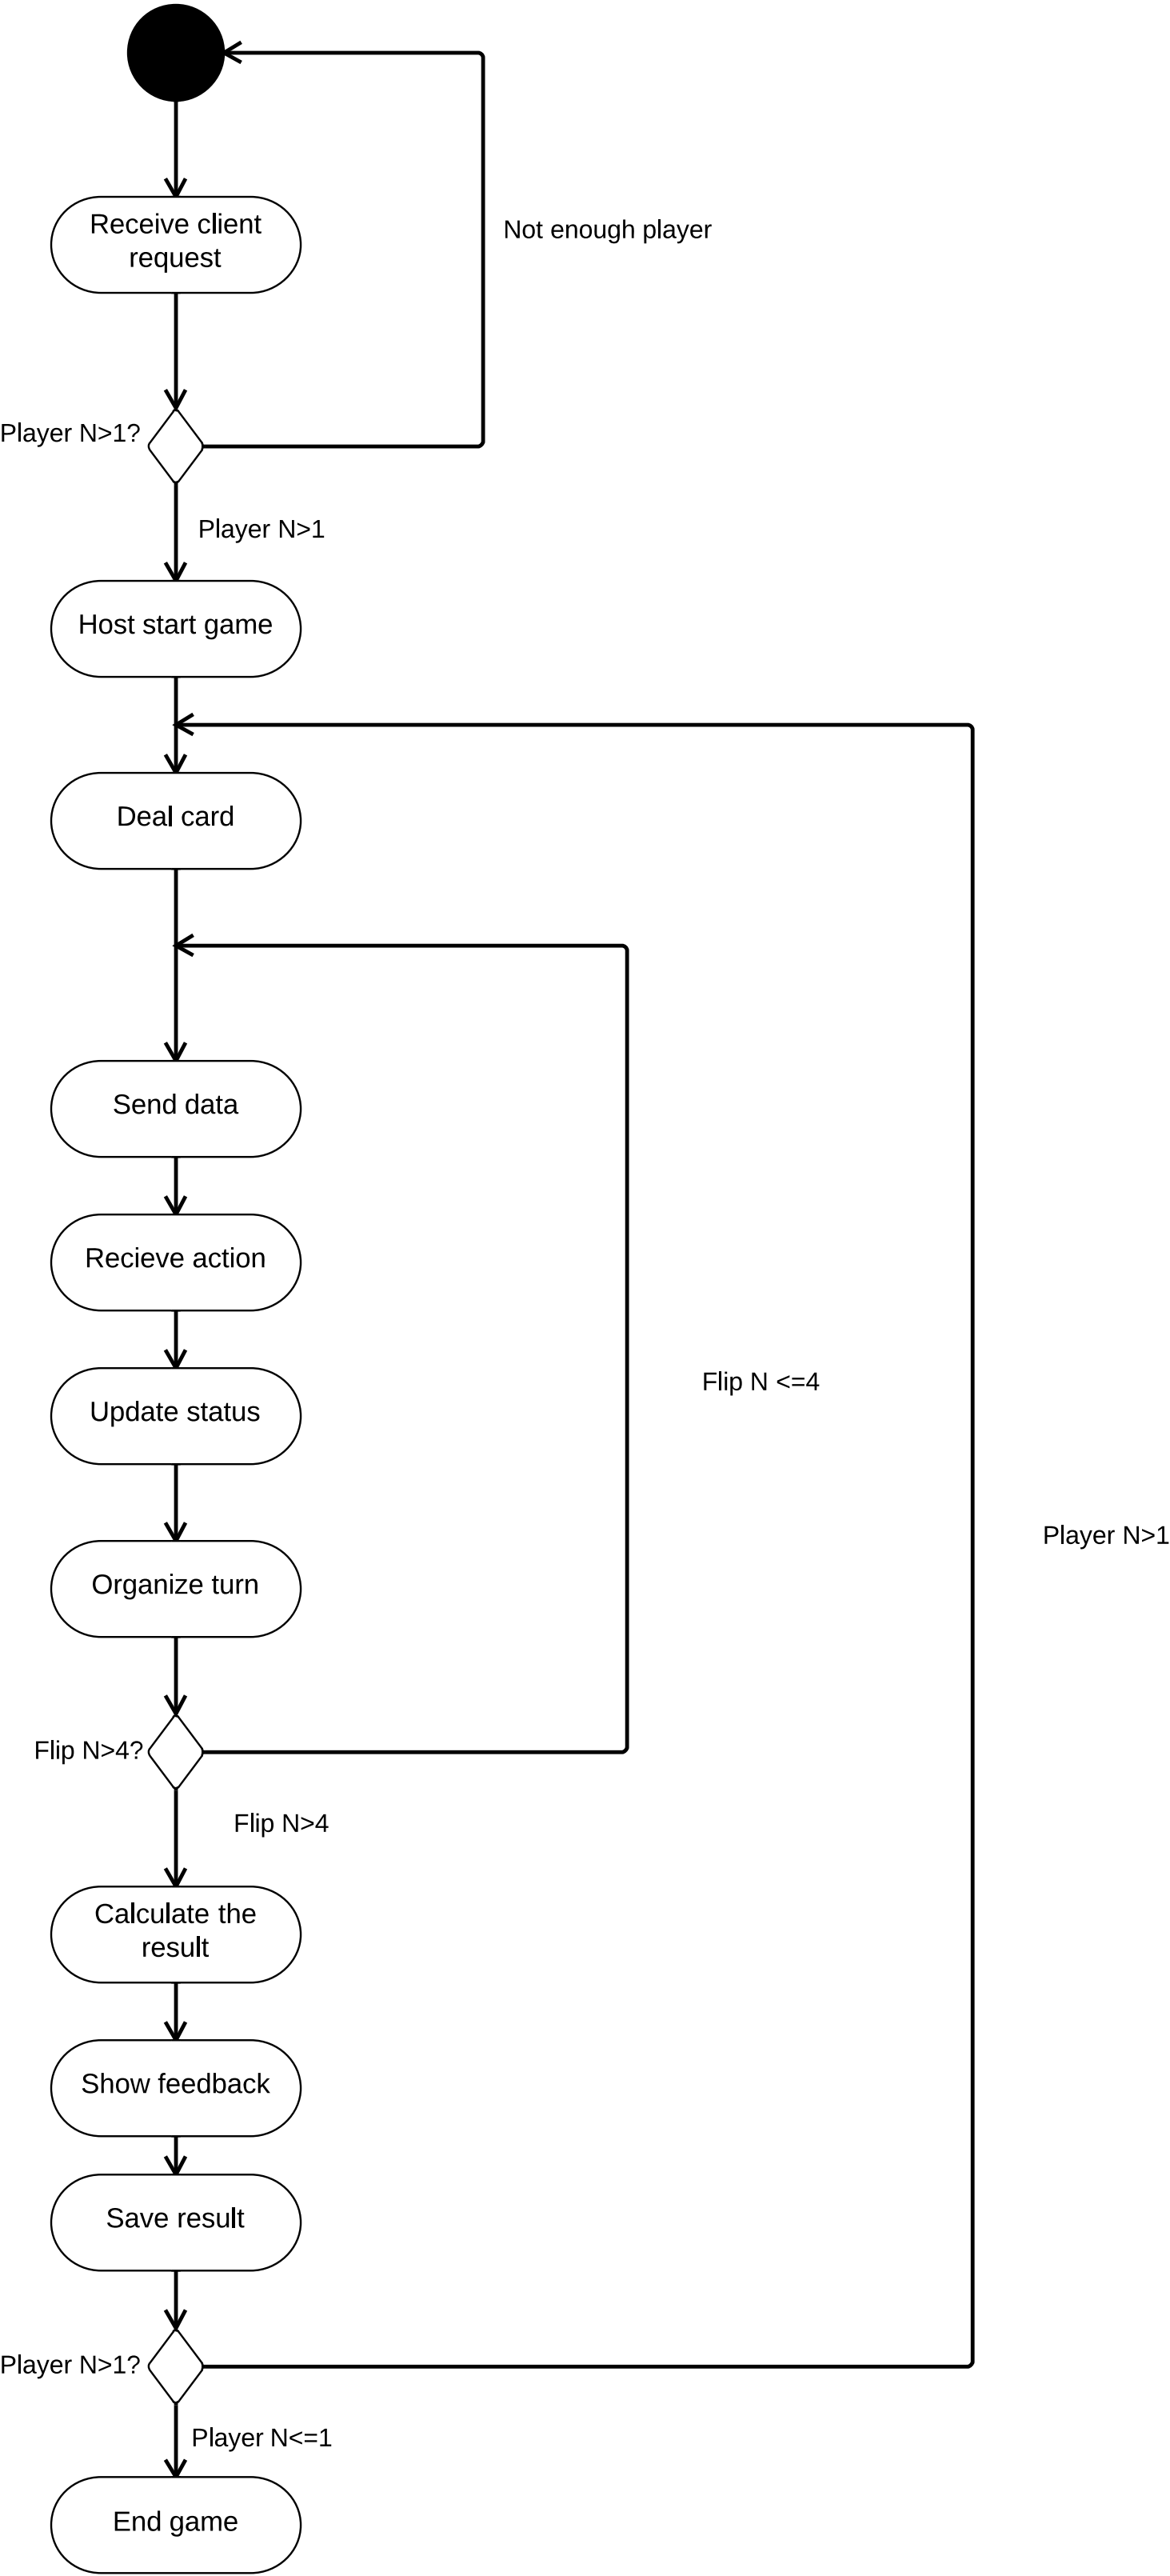 Receive client
request
Not enough player
Player N>1?
Player N>1
Host start game
Deal card
Send data
Recieve action
Update status
Flip N <=4
Player N>1
Organize turn
Flip N>4?
Flip N>4
Calculate the
result
Show feedback
Save result
Player N>1?
Player N<=1
End game